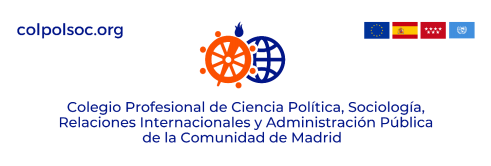 colpolsoc.org
Colegio Profesional de Ciencia Política, Sociología,
Relaciones Internacionales y Administración Pública
de la Comunidad de Madrid